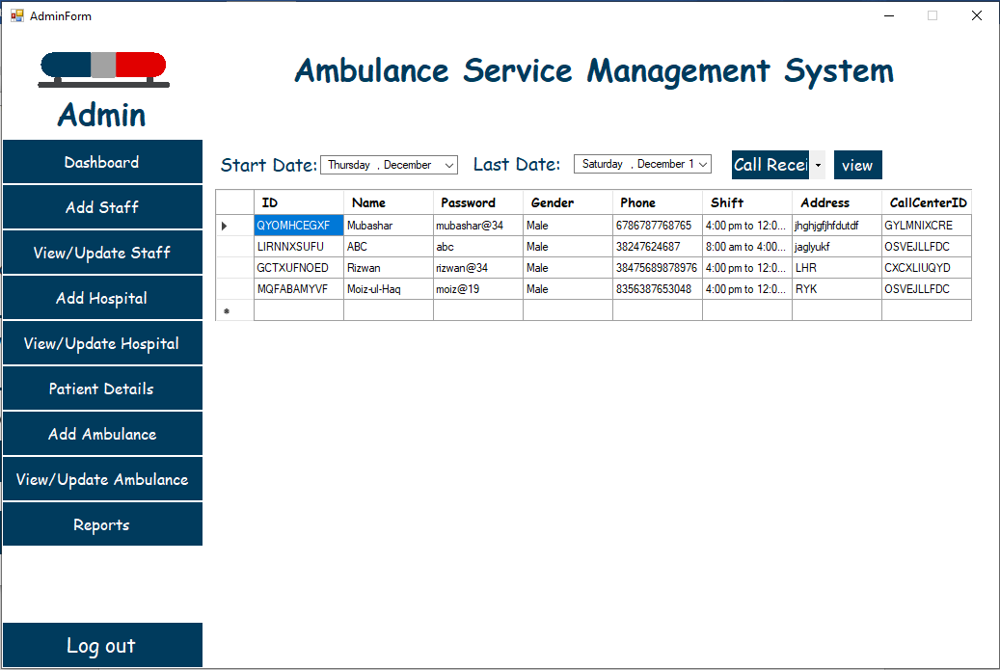 AdminForm
Ambulance Service Management System
Admin
Dashboard
Add Staff
View/Update Staff
Add Hospital
View/Update Hospital
Patient Details
Add Ambulance
View/Update Ambulance
Reports
Log out
Start Date: Thursday , December Last Date: Saturday , December 1 Call Recei view
ID Name Password Gender Phone Shift Address CallCenterID
QYOMHCEGXF Mubashar mubashar@34 Male 6786787768765 4:00 pm to 12:0... jhghjgfjhfdutdf GYLMNIXCRE
LIRNNXSUFU ABC abc Male 38247624687 8:00 am to 4:00... jaglyukf OSVEJLLFDC
GCTXUFNOED Rizwan rizwan@34 Male 38475689878976 4:00 pm to 12:0... LHR CXCXLIUQYD
MQFABAMYVF Moiz-ul-Haq moiz@19 Male 8356387653048 4:00 pm to 12:0... RYK OSVEJLLFDC